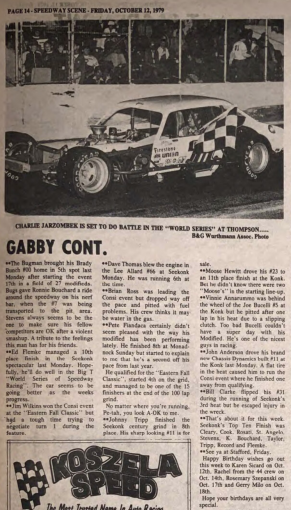 PAGE 14 - SPEEDWAY SCENE - FRIDAY, OCTOBER 12, 1979
CHARLIE JARZOMBEK IS SET TO DO BATTLE IN THE "WORLD SERIES" AT THOMPSON.....
B&G Wurthmann Assoc. Photo
GABBY CONT.
**The Bugman brought his Brady
Bunch #00 home in 5th spot last
Monday after starting the event
17th in a field of 27 modifieds.
Bugs gave Ronnie Bouchard a ride
around the speedway on his nerf
bar, when the #7 was being
transported to the pit area.
Stevens always seems to be the
one to make sure his fellow
competitors are OK after a violent
smashup. A tribute to the feelings
this man has for his friends.
**Ed Flemke managed a 10th
place finish in the Seekonk
spectacular last Monday. Hope-
fully, he'll do well in the Big T
"World Series of Speedway
Racing". The car seems to be
going better as the weeks
progress.
Wilkins won the Consi event
at the "Eastern Fall Classic" but
had a tough time trying to
negotiate turn 1 during the
feature.
**Dave Thomas blew the engine in
the Lee Allard #66 at Seekonk
Monday. He was running 6th at
the time.
**Brian Ross was leading the
Consi event but dropped way off
the pace and pitted with fuel
problems. His crew thinks it may
be water in the gas.
**Pete Fiandaca certainly didn't
seem pleased with the way his
modified has been performing
lately. He finished 8th at Monad-
nock Sunday but started to explain
to me that he's a second off his
pace from last year.
He qualified for the "Eastern Fall
Classic", started 4th on the grid,
and managed to be one of the 15
finishers at the end of the 100 lap
grind.
No matter where you're running,
Pe-tah, you look A-OK to me.
**Johnny Tripp finished the
Seekonk century grind in 8th
place. His sharp looking #11 is for
sale.
**Moose Hewitt drove his #23 to
an 11th place finish at the Konk.
But he didn't know there were two
"Moose's" in the starting line-up.
**Vinnie Annarummo was behind
the wheel of the Joe Bucelli #5 at
the Konk but he pitted after one
lap in his heat due to a slipping
clutch. Too bad Bucelli couldn't
have a super day with his
Modified. He's one of the nicest
guys in racing.
**John Anderson drove his brand
new Chassis Dynamics built #11 at
the Konk last Monday. A flat tire
in the heat caused him to run the
Consi event where he finished one
away from qualifying.
**Bill Clarke flipped #31
during the running of Seekonk's
3rd heat but he escaped injury in
the wreck.
**That's about it for this week.
Seekonk's Top Ten Finish was
Cleary, Cook, Rosati, St. Angelo,
Stevens, K. Bouchard, Taylor,
Tripp, Record and Flemke.
**See ya at Stafford, Friday.
Happy Birthday wishes go out
this week to Karen Sicard on Oct.
12th, Rachel from the 44 crew on
Oct. 14th, Rosemary Szepanski on
Oct. 17th and Gerry Milo on Oct.
18th.
Hope your birthdays are all very
special.
KOSZELA
SPEED
The Most Trusted Name In Auto Racing